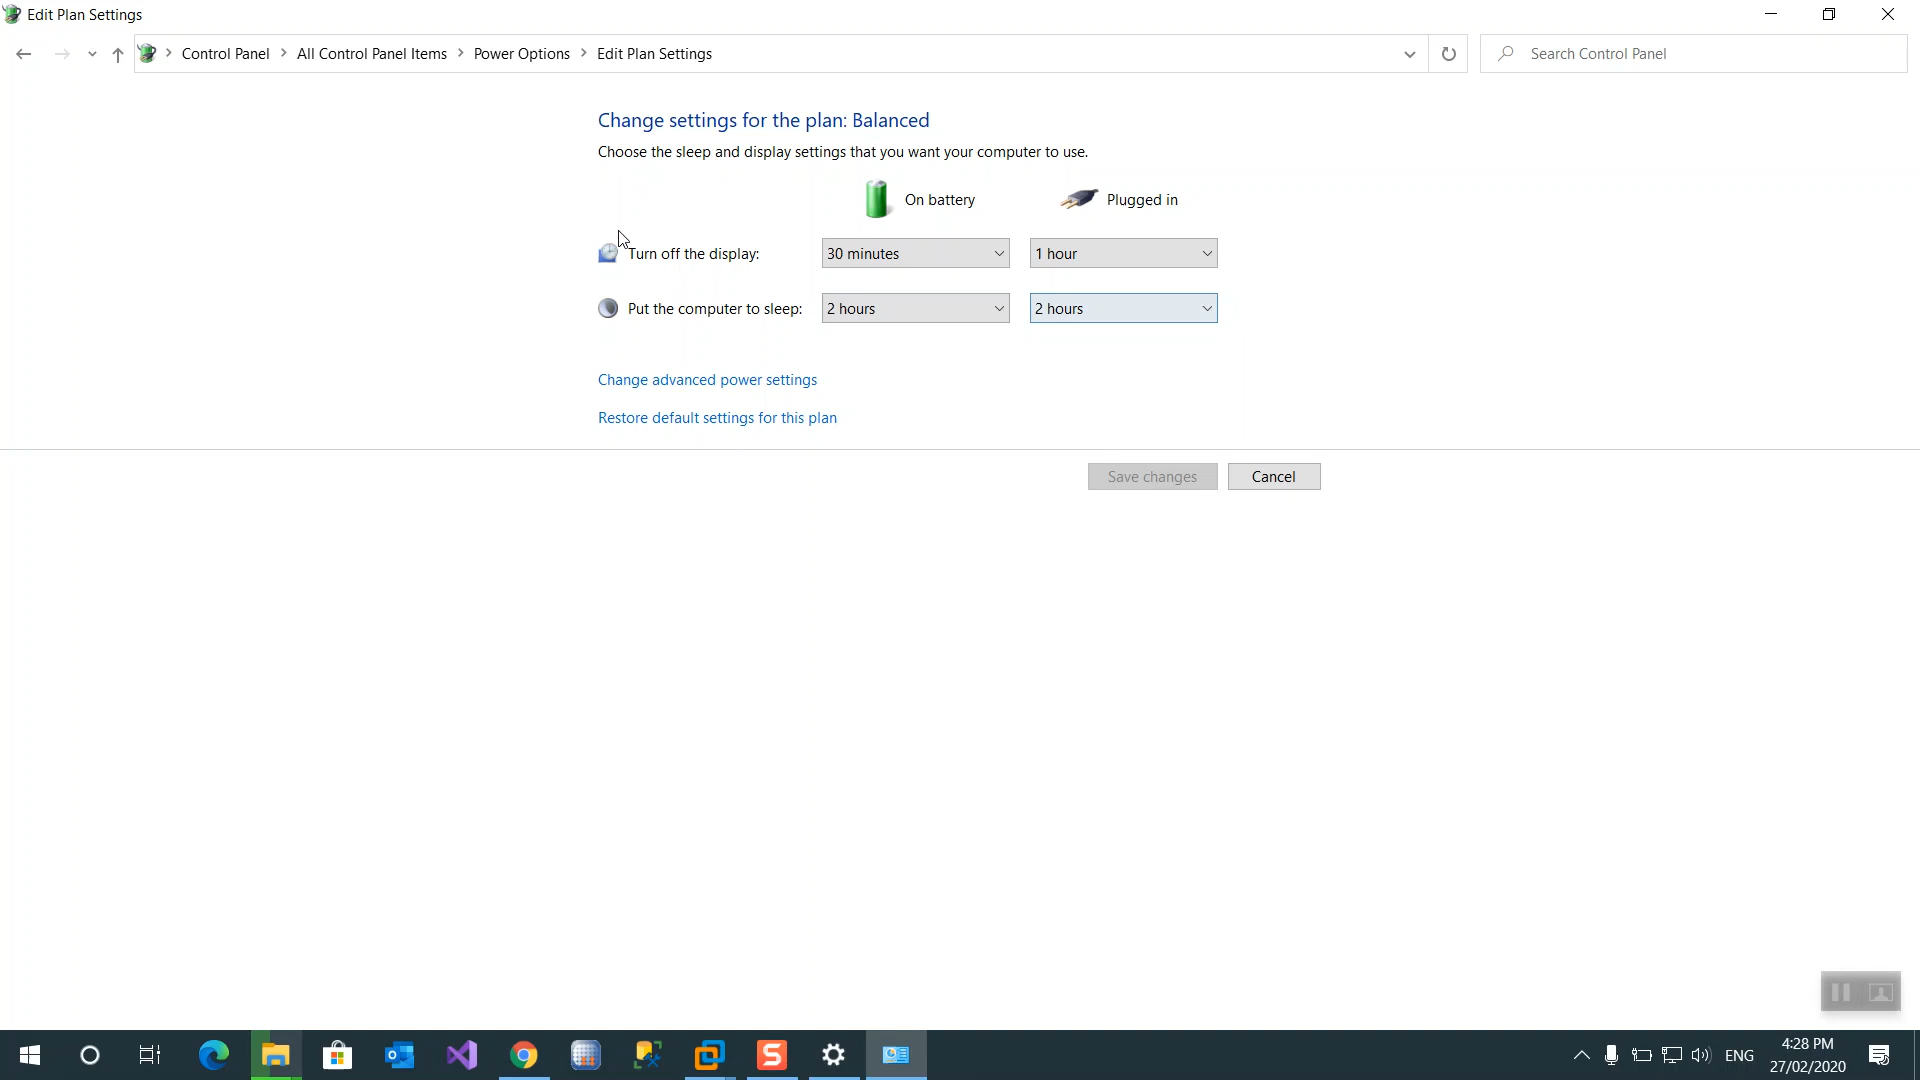 Edit Plan Settings
Control Panel > All Control Panel Items > Power Options > Edit Plan Settings
Search Control Panel
Change settings for the plan: Balanced
Choose the sleep and display settings that you want your computer to use.
On battery Plugged in
Turn off the display: 30 minutes 1 hour
Put the computer to sleep: 2 hours 2 hours
Change advanced power settings
Restore default settings for this plan
Save changes Cancel
ENG
4:28 PM
27/02/2020